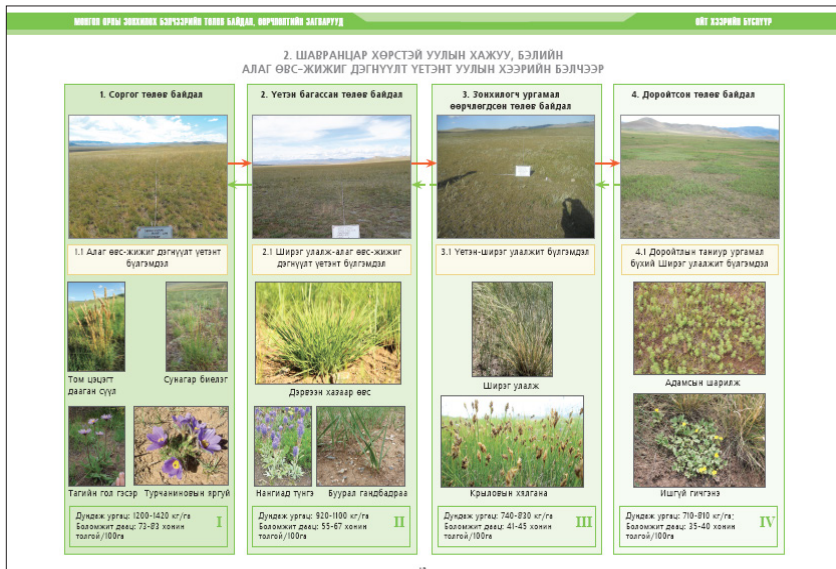 МОНГОЛ ОРНЫ ЗОНХИЛОХ БЭЛЧЭЭРИЙН ТӨЛӨВ БАЙДАЛ, ӨӨРЧЛӨЛТИЙН ЗАГВАРУУД
ОЙТ ХЭЭРИЙН БҮСЛҮҮР
2. ШАВРАНЦАР ХӨРСТЭЙ УУЛЫН ХАЖУУ, БЭЛИЙН
АЛАГ ӨВС-ЖИЖИГ ДЭГНҮҮЛТ ҮЕТЭНТ УУЛЫН ХЭЭРИЙН БЭЛЧЭЭР
1. Соргог төлөв байдал
1.1 Алаг өвс-жижиг дэгнүүлт үетэнт
бүлгэмдэл
Том цэцэгт
дааган сүүл
Сунагар биелэг
Тагийн гол гэсэр
Турчаниновын яргуй
Дундаж ургац: 1200-1420 кг/га
Боломжит даац: 73-83 хонин
толгой/100га
I
2. Үетэн багассан төлөв байдал
2.1 Ширэг улалж-алаг өвс-жижиг
дэгнүүлт үетэнт бүлгэмдэл
Дэрвээн хазаар өвс
Нангиад түнгэ
Буурал гандбадраа
Дундаж ургац: 920-1100 кг/га
Боломжит даац: 55-67 хонин
толгой/100га
II
3. Зонхилогч ургамал
өөрчлөгдсөн төлөв байдал
3.1 Үетэн-ширэг улалжит бүлгэмдэл
Ширэг улалж
Крыловын хялгана
Дундаж ургац: 740-830 кг/га
Боломжит даац: 41-45 хонин
толгой/100га
III
4. Доройтсон төлөв байдал
4.1 Доройтлын таниур ургамал
бүхий Ширэг улалжит бүлгэмдэл
Адамсын шарилж
Ишгүй гичгэнэ
Дундаж ургац: 710-810 кг/га;
Боломжит даац: 35-40 хонин
толгой/100га
IV